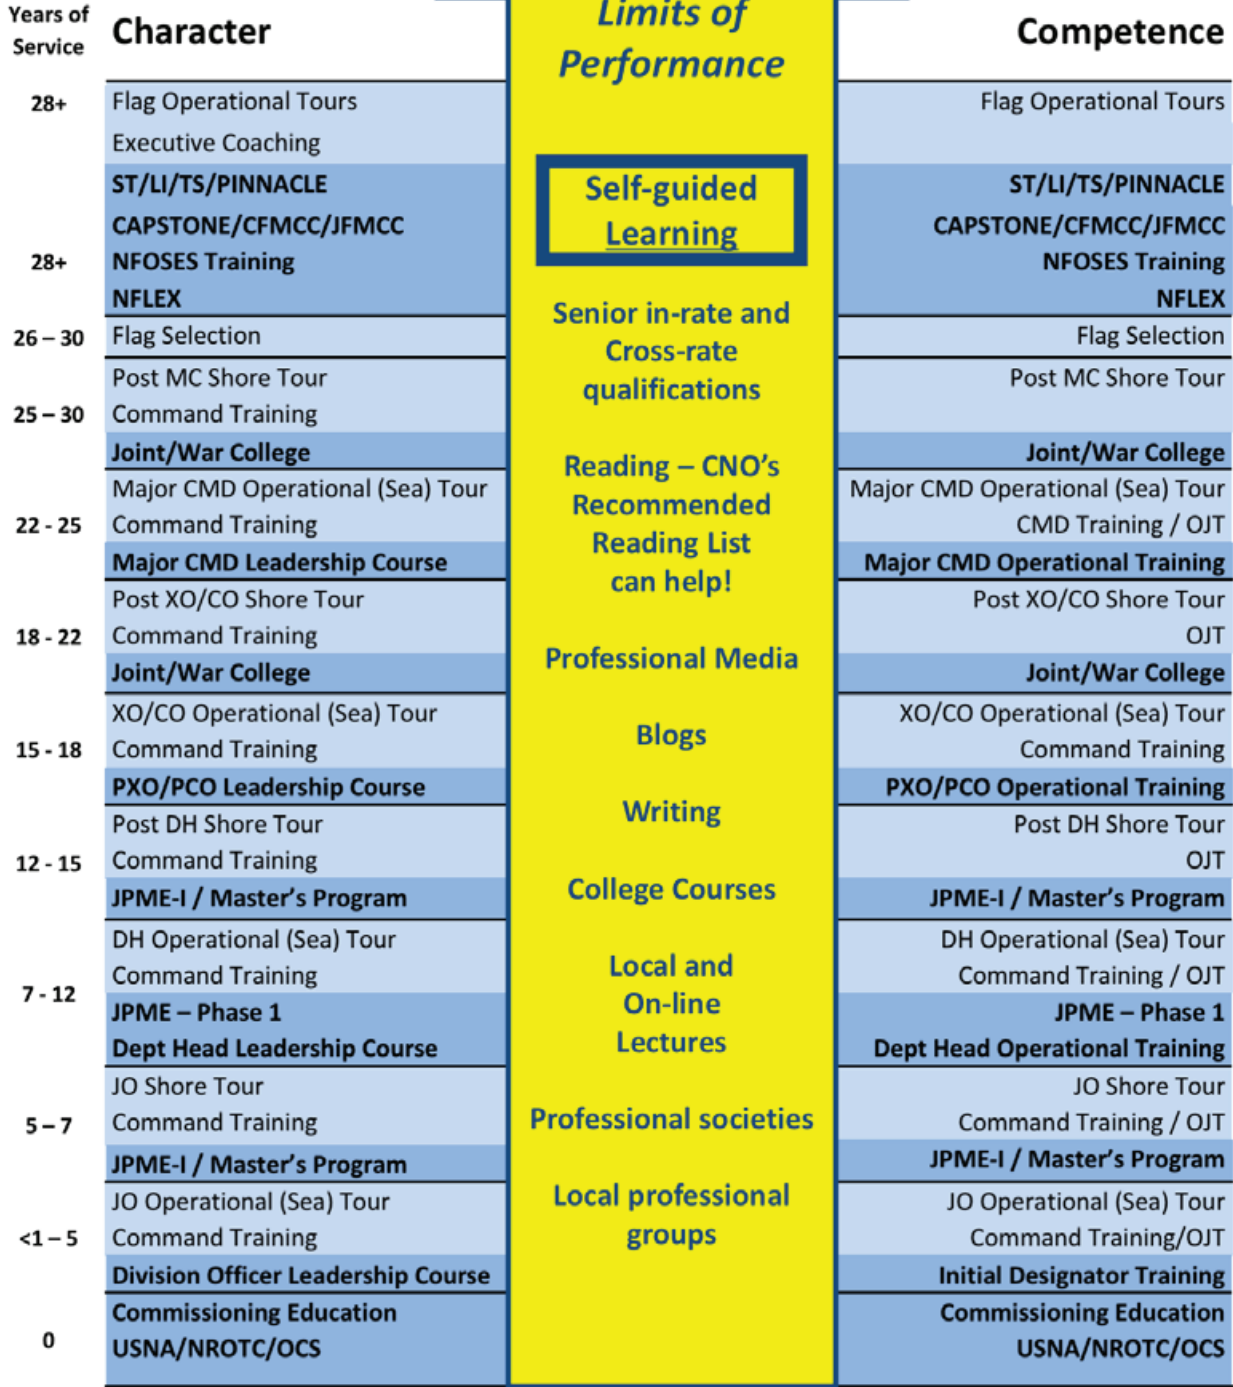 Years of
Service
Character
Limits of
Performance
Competence
28+
Flag Operational Tours
Executive Coaching
ST/LI/TS/PINNACLE
CAPSTONE/CFMCC/JFMCC
28+
NFOSES Training
NFLEX
26 – 30
Flag Selection
Post MC Shore Tour
25 – 30
Command Training
Joint/War College
Major CMD Operational (Sea) Tour
22 - 25
Command Training
Major CMD Leadership Course
Post XO/CO Shore Tour
18 - 22
Command Training
Joint/War College
XO/CO Operational (Sea) Tour
15 - 18
Command Training
PXO/PCO Leadership Course
Post DH Shore Tour
12 - 15
Command Training
JPME-I / Master's Program
DH Operational (Sea) Tour
Command Training
7 - 12
JPME – Phase 1
Dept Head Leadership Course
JO Shore Tour
5 – 7
Command Training
JPME-I / Master's Program
JO Operational (Sea) Tour
<1 – 5
Command Training
Division Officer Leadership Course
Commissioning Education
0
USNA/NROTC/OCS
Self-guided
Learning
Senior in-rate and
Cross-rate
qualifications
Reading – CNO's
Recommended
Reading List
can help!
Professional Media
Blogs
Writing
College Courses
Local and
On-line
Lectures
Professional societies
Local professional
groups
Flag Operational Tours
ST/LI/TS/PINNACLE
CAPSTONE/CFMCC/JFMCC
NFOSES Training
NFLEX
Flag Selection
Post MC Shore Tour
Joint/War College
Major CMD Operational (Sea) Tour
CMD Training / OJT
Major CMD Operational Training
Post XO/CO Shore Tour
OJT
Joint/War College
XO/CO Operational (Sea) Tour
Command Training
PXO/PCO Operational Training
Post DH Shore Tour
OJT
JPME-I / Master's Program
DH Operational (Sea) Tour
Command Training / OJT
JPME – Phase 1
Dept Head Operational Training
JO Shore Tour
Command Training / OJT
JPME-I / Master's Program
JO Operational (Sea) Tour
Command Training/OJT
Initial Designator Training
Commissioning Education
USNA/NROTC/OCS